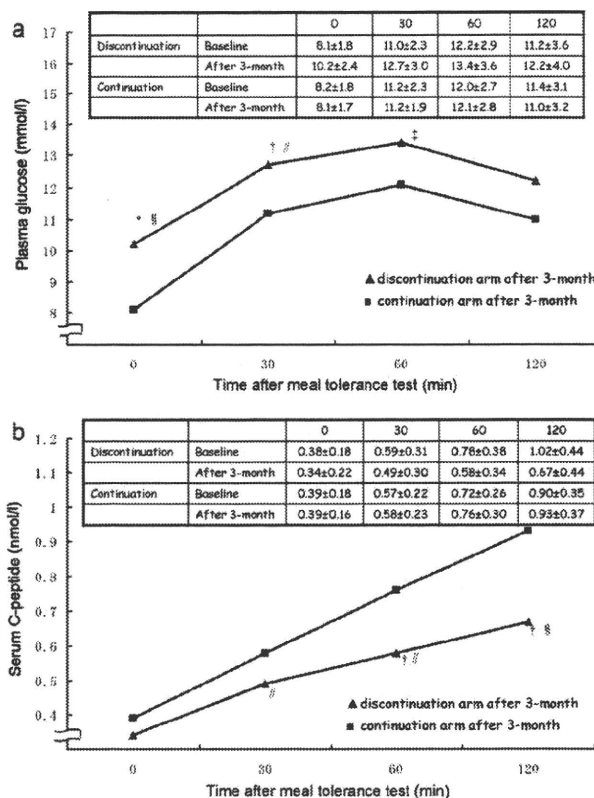 a
0 30 60 120
Discontinuation Baseline 8.1±1.8 11.0±2.3 12.2±2.9 11.2±3.6
After 3-month 10.2±2.4 12.7±3.0 13.4±3.6 12.2±4.0
Continuation Baseline 8.2±1.8 11.2±2.3 12.0±2.7 11.4±3.1
After 3-month 8.1±1.7 11.2±1.9 12.1±2.8 11.0±3.2
17
16
15
14
13
12
11
10
9
8
Plasma glucose (mmol/l)
* §
† //
‡
▲ discontinuation arm after 3-month
■ continuation arm after 3-month
0 30 60 120
Time after meal tolerance test (min)
b
0 30 60 120
Discontinuation Baseline 0.38±0.18 0.59±0.31 0.78±0.38 1.02±0.44
After 3-month 0.34±0.22 0.49±0.30 0.58±0.34 0.67±0.44
Continuation Baseline 0.39±0.18 0.57±0.22 0.72±0.26 0.90±0.35
After 3-month 0.39±0.16 0.58±0.23 0.76±0.30 0.93±0.37
1.2
1.1
1
0.9
0.8
0.7
0.6
0.5
0.4
Serum C-peptide (nmol/l)
//
† //
† §
▲ discontinuation arm after 3-month
■ continuation arm after 3-month
0 30 60 120
Time after meal tolerance test (min)